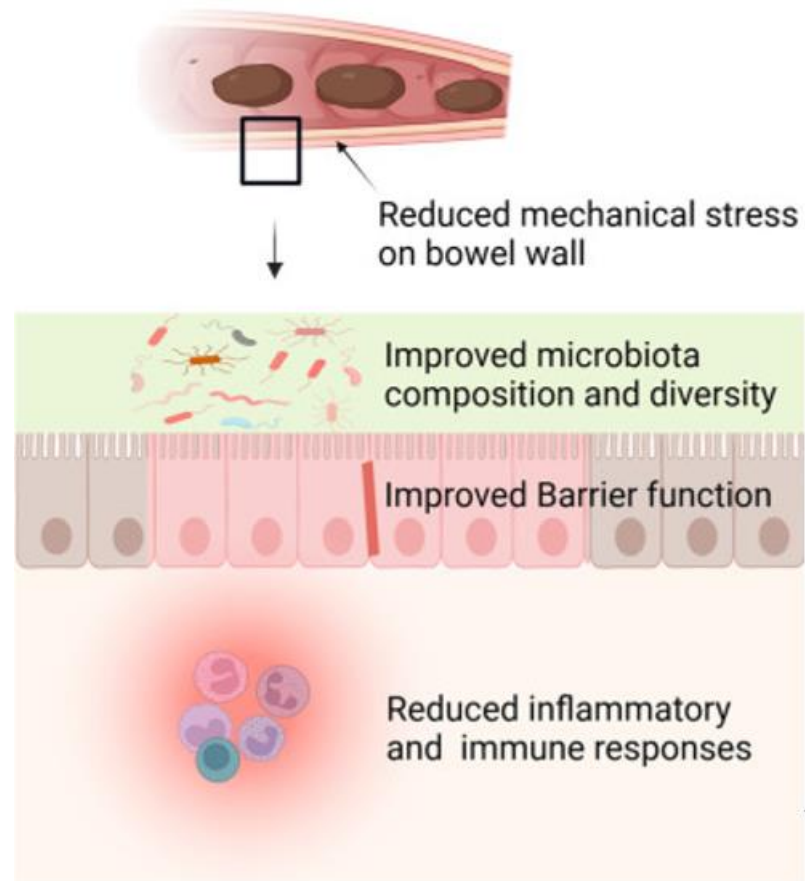 Reduced mechanical stress
on bowel wall
Improved microbiota
composition and diversity
Improved Barrier function
Reduced inflammatory
and immune responses